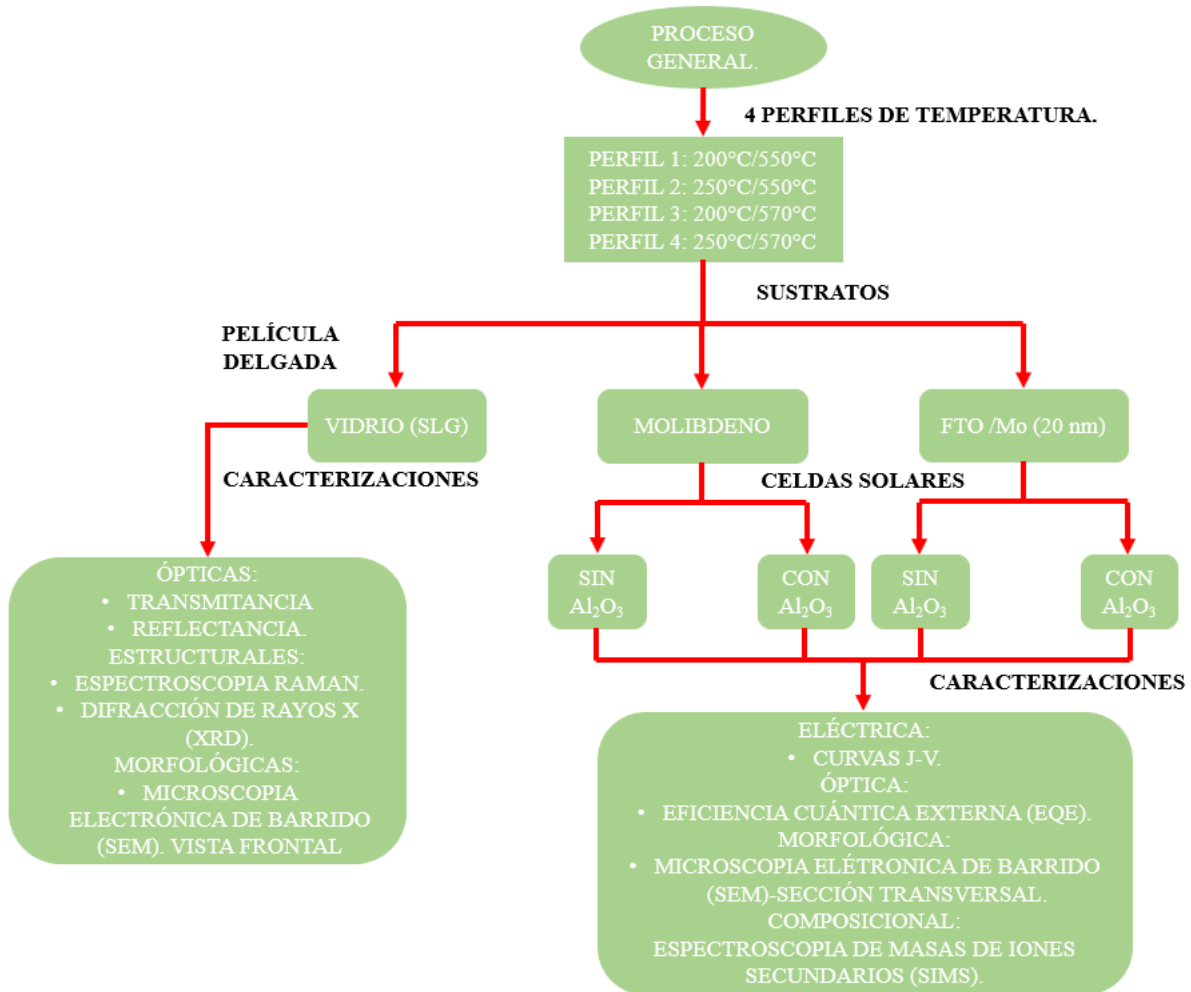 PROCESO
GENERAL.
4 PERFILES DE TEMPERATURA.
PERFIL 1: 200°C/550°C
PERFIL 2: 250°C/550°C
PERFIL 3: 200°C/570°C
PERFIL 4: 250°C/570°C
SUSTRATOS
PELÍCULA
DELGADA
VIDRIO (SLG)
MOLIBDENO
FTO /Mo (20 nm)
CARACTERIZACIONES
CELDAS SOLARES
SIN
Al₂O₃
CON
Al₂O₃
SIN
Al₂O₃
CON
Al₂O₃
ÓPTICAS:
• TRANSMITANCIA
• REFLECTANCIA.
ESTRUCTURALES:
• ESPECTROSCOPIA RAMAN.
• DIFRACCIÓN DE RAYOS X
(XRD).
MORFOLÓGICAS:
• MICROSCOPIA
ELECTRÓNICA DE BARRIDO
(SEM). VISTA FRONTAL
CARACTERIZACIONES
ELÉCTRICA:
• CURVAS J-V.
ÓPTICA:
• EFICIENCIA CUÁNTICA EXTERNA (EQE).
MORFOLÓGICA:
• MICROSCOPIA ELÉTRONICA DE BARRIDO
(SEM)-SECCIÓN TRANSVERSAL.
COMPOSICIONAL:
ESPECTROSCOPIA DE MASAS DE IONES
SECUNDARIOS (SIMS).